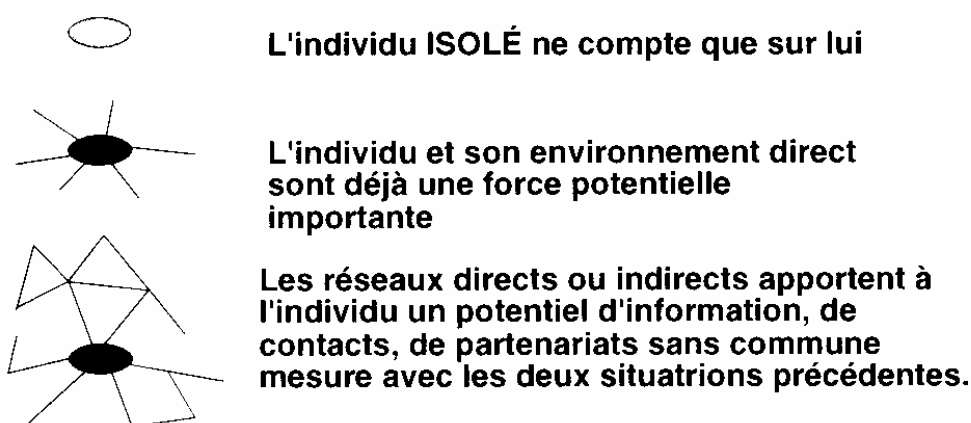 L'individu ISOLÉ ne compte que sur lui
L'individu et son environnement direct
sont déjà une force potentielle
importante
Les réseaux directs ou indirects apportent à
l'individu un potentiel d'information, de
contacts, de partenariats sans commune
mesure avec les deux situatrions précédentes.